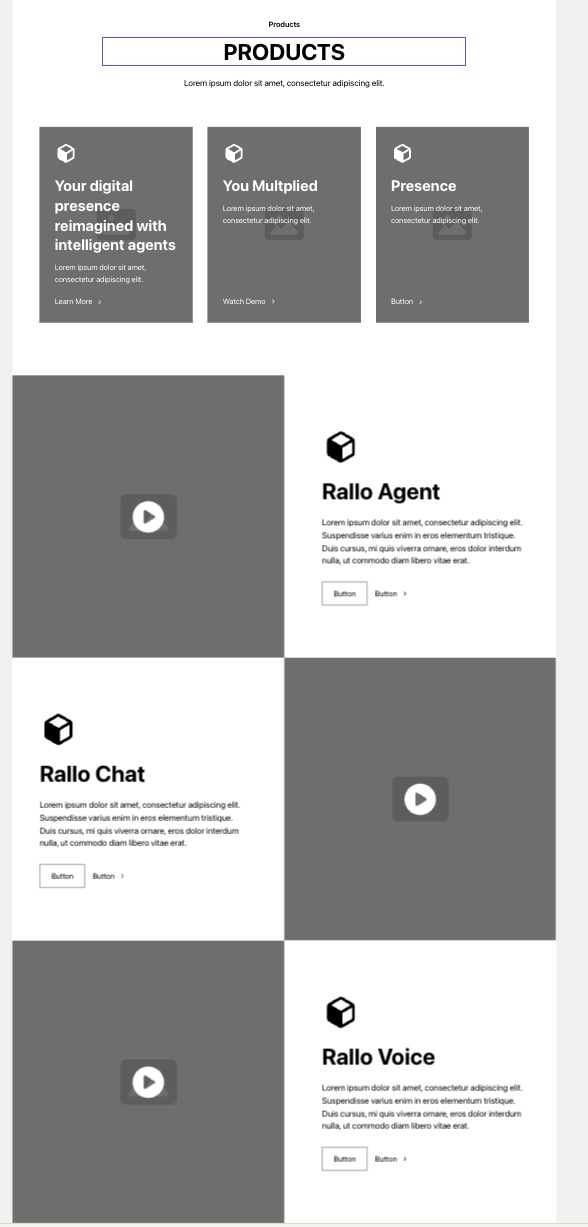 Products
PRODUCTS
Lorem ipsum dolor sit amet, consectetur adipiscing elit.
Your digital
presence
reimagined with
intelligent agents
Lorem ipsum dolor sit amet,
consectetur adipiscing elit.
Learn More
You Multplied
Lorem ipsum dolor sit amet,
consectetur adipiscing elit.
Watch Demo
Presence
Lorem ipsum dolor sit amet,
consectetur adipiscing elit.
Button
Rallo Agent
Lorem ipsum dolor sit amet, consectetur adipiscing elit.
Suspendisse varius enim in eros elementum tristique.
Duis cursus, mi quis viverra ornare, eros dolor interdum
nulla, ut commodo diam libero vitae erat.
Button Button
Rallo Chat
Lorem ipsum dolor sit amet, consectetur adipiscing elit.
Suspendisse varius enim in eros elementum tristique.
Duis cursus, mi quis viverra ornare, eros dolor interdum
nulla, ut commodo diam libero vitae erat.
Button Button
Rallo Voice
Lorem ipsum dolor sit amet, consectetur adipiscing elit.
Suspendisse varius enim in eros elementum tristique.
Duis cursus, mi quis viverra ornare, eros dolor interdum
nulla, ut commodo diam libero vitae erat.
Button Button